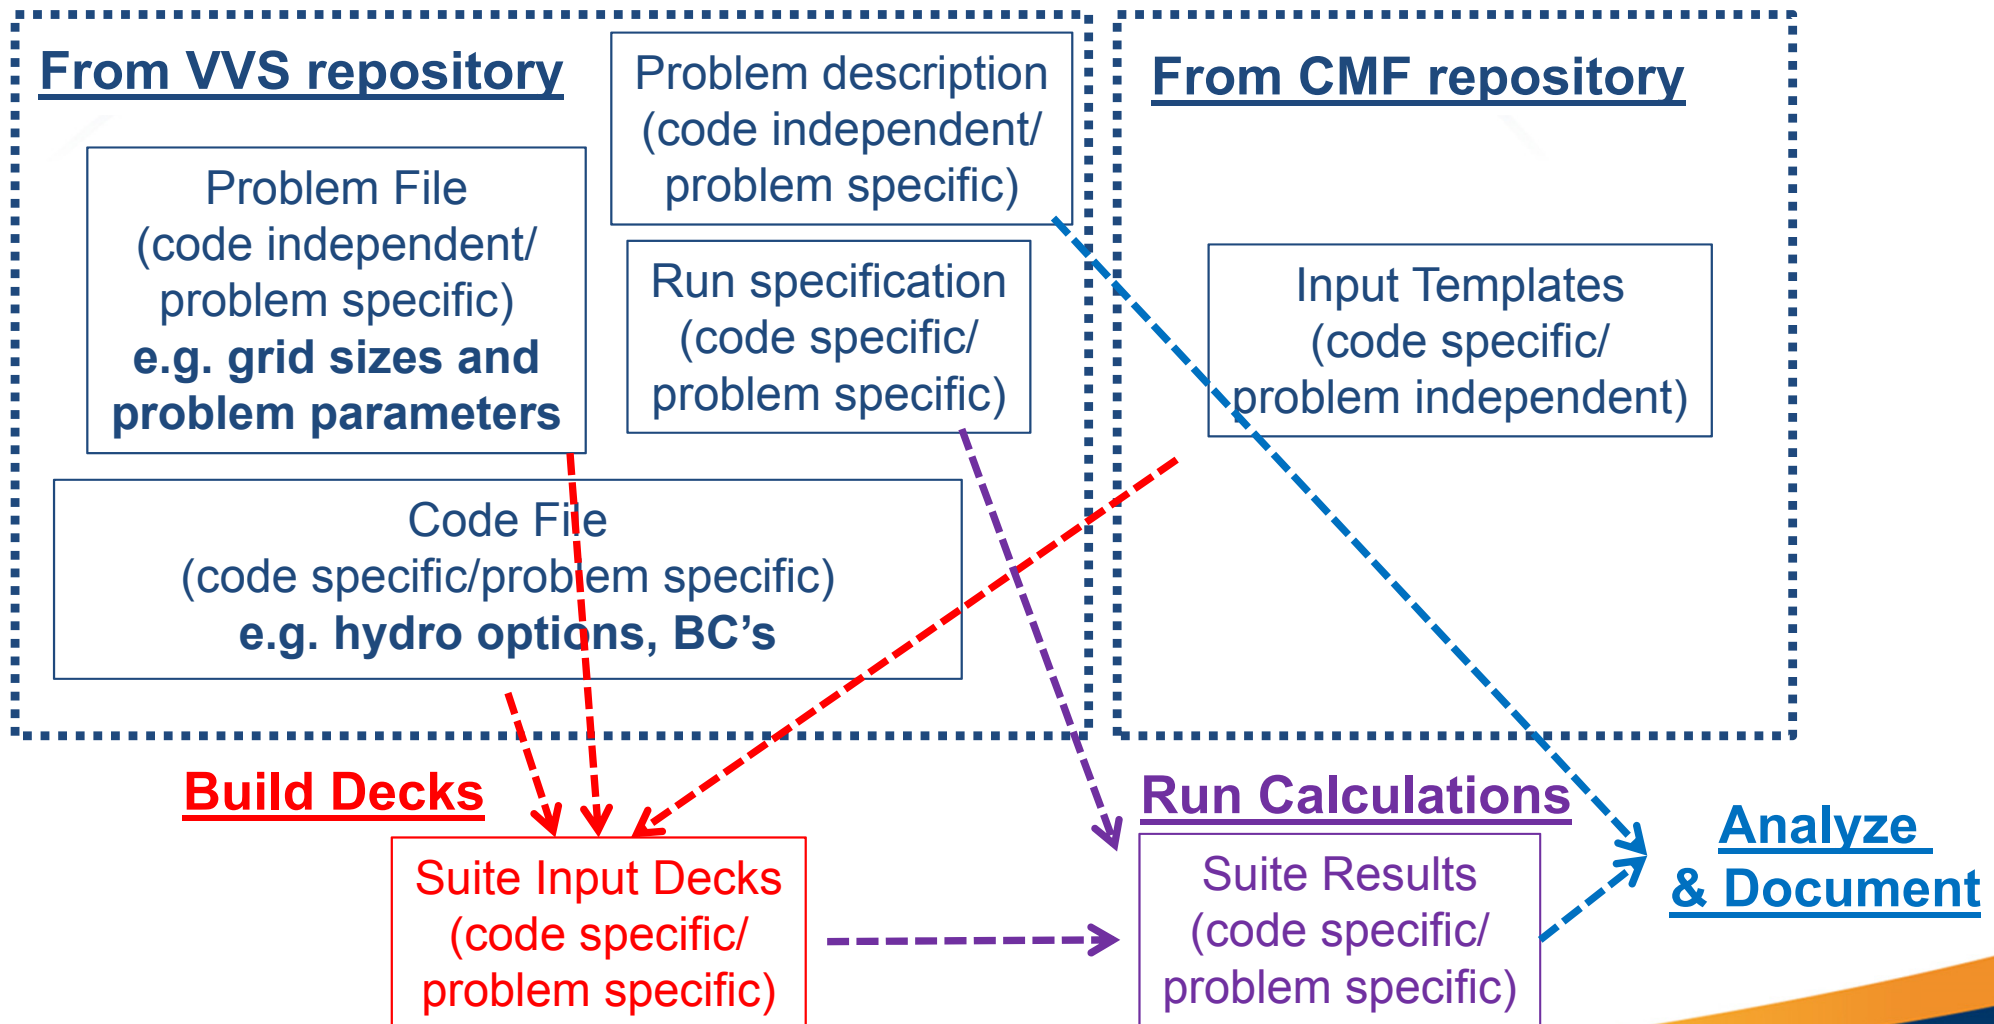 From VVS repository
Problem File
(code independent/
problem specific)
e.g. grid sizes and
problem parameters
Problem description
(code independent/
problem specific)
Run specification
(code specific/
problem specific)
Code File
(code specific/problem specific)
e.g. hydro options, BC’s
From CMF repository
Input Templates
(code specific/
problem independent)
Build Decks
Suite Input Decks
(code specific/
problem specific)
Run Calculations
Suite Results
(code specific/
problem specific)
Analyze
& Document